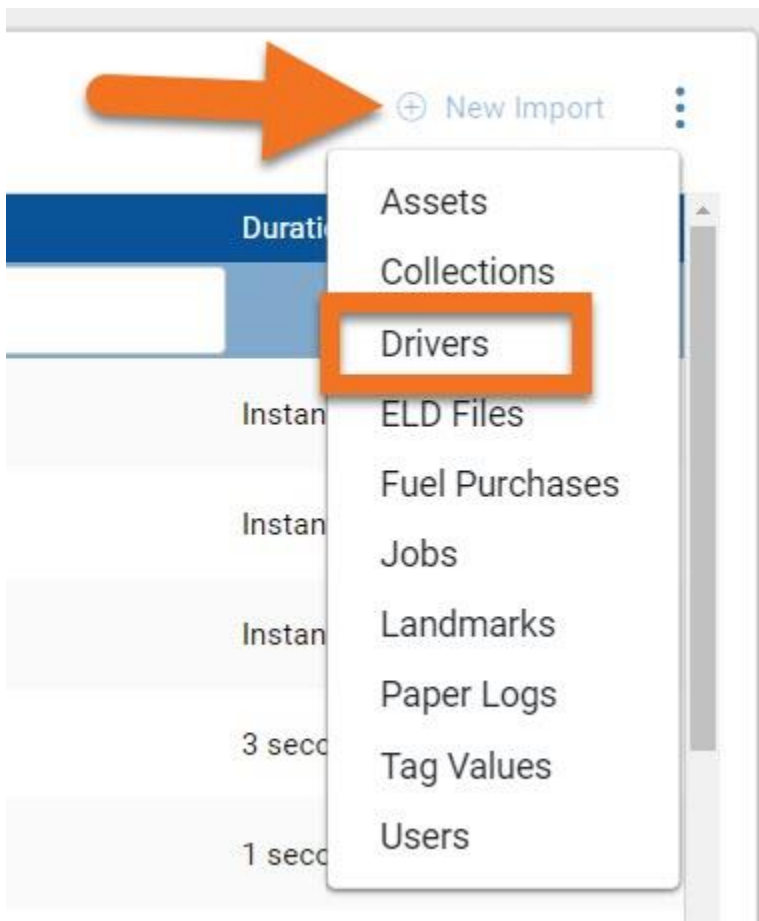 New Import
Assets
Durati
Collections
Drivers
Instan
ELD Files
Fuel Purchases
Instan
Jobs
Instan
Landmarks
Paper Logs
3 seco
Tag Values
1 seco
Users